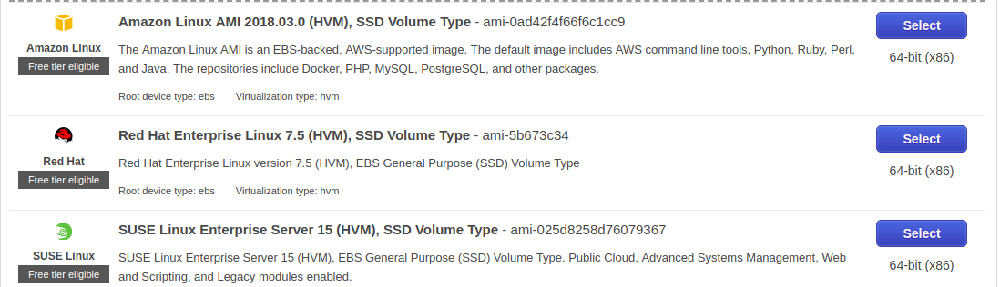 Amazon Linux AMI 2018.03.0 (HVM), SSD Volume Type - ami-0ad42f4f66f6c1cc9
Select
Amazon Linux
Free tier eligible
The Amazon Linux AMI is an EBS-backed, AWS-supported image. The default image includes AWS command line tools, Python, Ruby, Perl,
and Java. The repositories include Docker, PHP, MySQL, PostgreSQL, and other packages.
64-bit (x86)
Root device type: ebs Virtualization type: hvm
Red Hat Enterprise Linux 7.5 (HVM), SSD Volume Type - ami-5b673c34
Select
Red Hat
Free tier eligible
Red Hat Enterprise Linux version 7.5 (HVM), EBS General Purpose (SSD) Volume Type
64-bit (x86)
Root device type: ebs Virtualization type: hvm
SUSE Linux Enterprise Server 15 (HVM), SSD Volume Type - ami-025d8258d76079367
Select
SUSE Linux
Free tier eligible
SUSE Linux Enterprise Server 15 (HVM), EBS General Purpose (SSD) Volume Type. Public Cloud, Advanced Systems Management, Web
and Scripting, and Legacy modules enabled.
64-bit (x86)